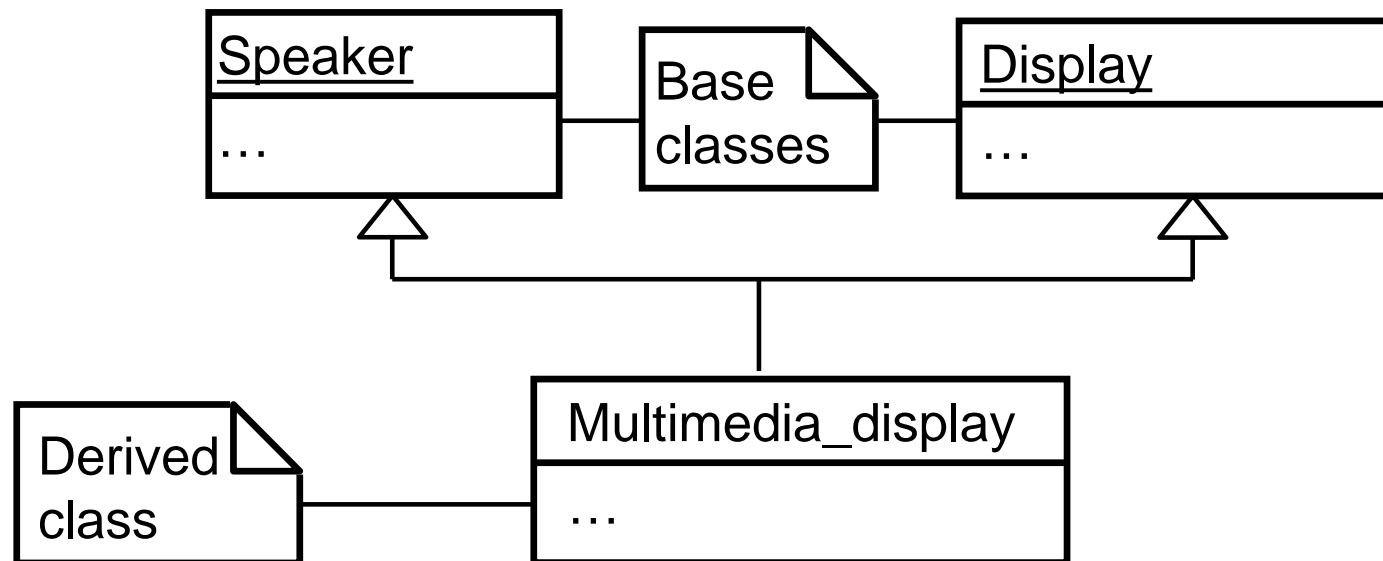 Speaker
…
Base
classes
Display
…
Multimedia_display
…
Derived
class